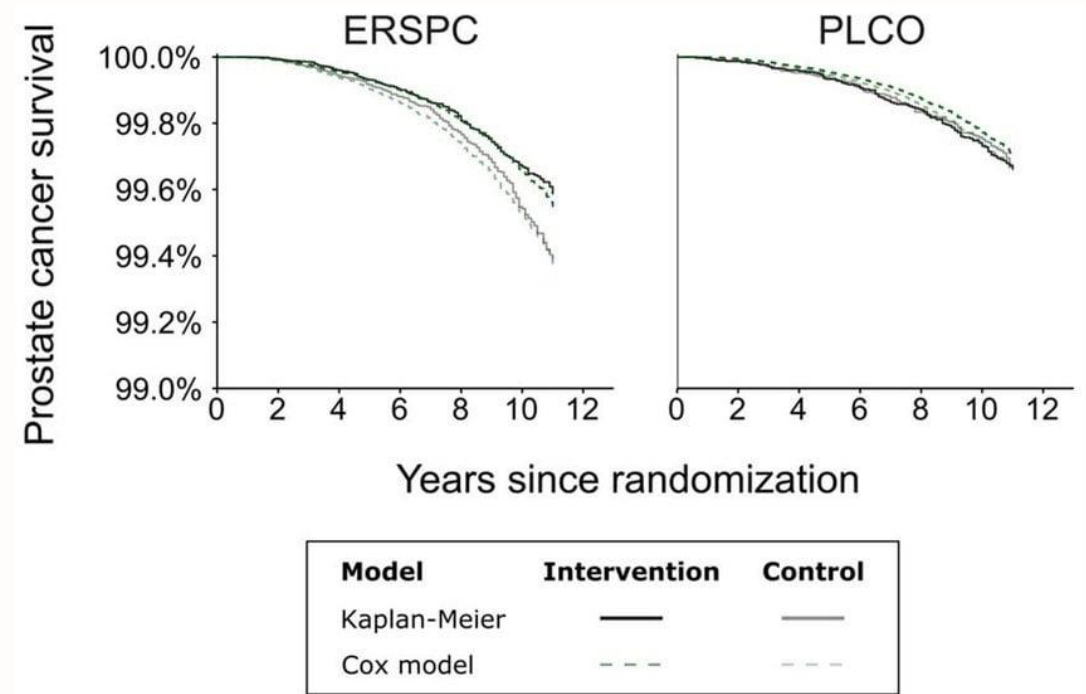 ERSPC PLCO
Prostate cancer survival
100.0%
99.8%
99.6%
99.4%
99.2%
99.0%
0 2 4 6 8 10 12 0 2 4 6 8 10 12
Years since randomization
Model Intervention Control
Kaplan-Meier
Cox model